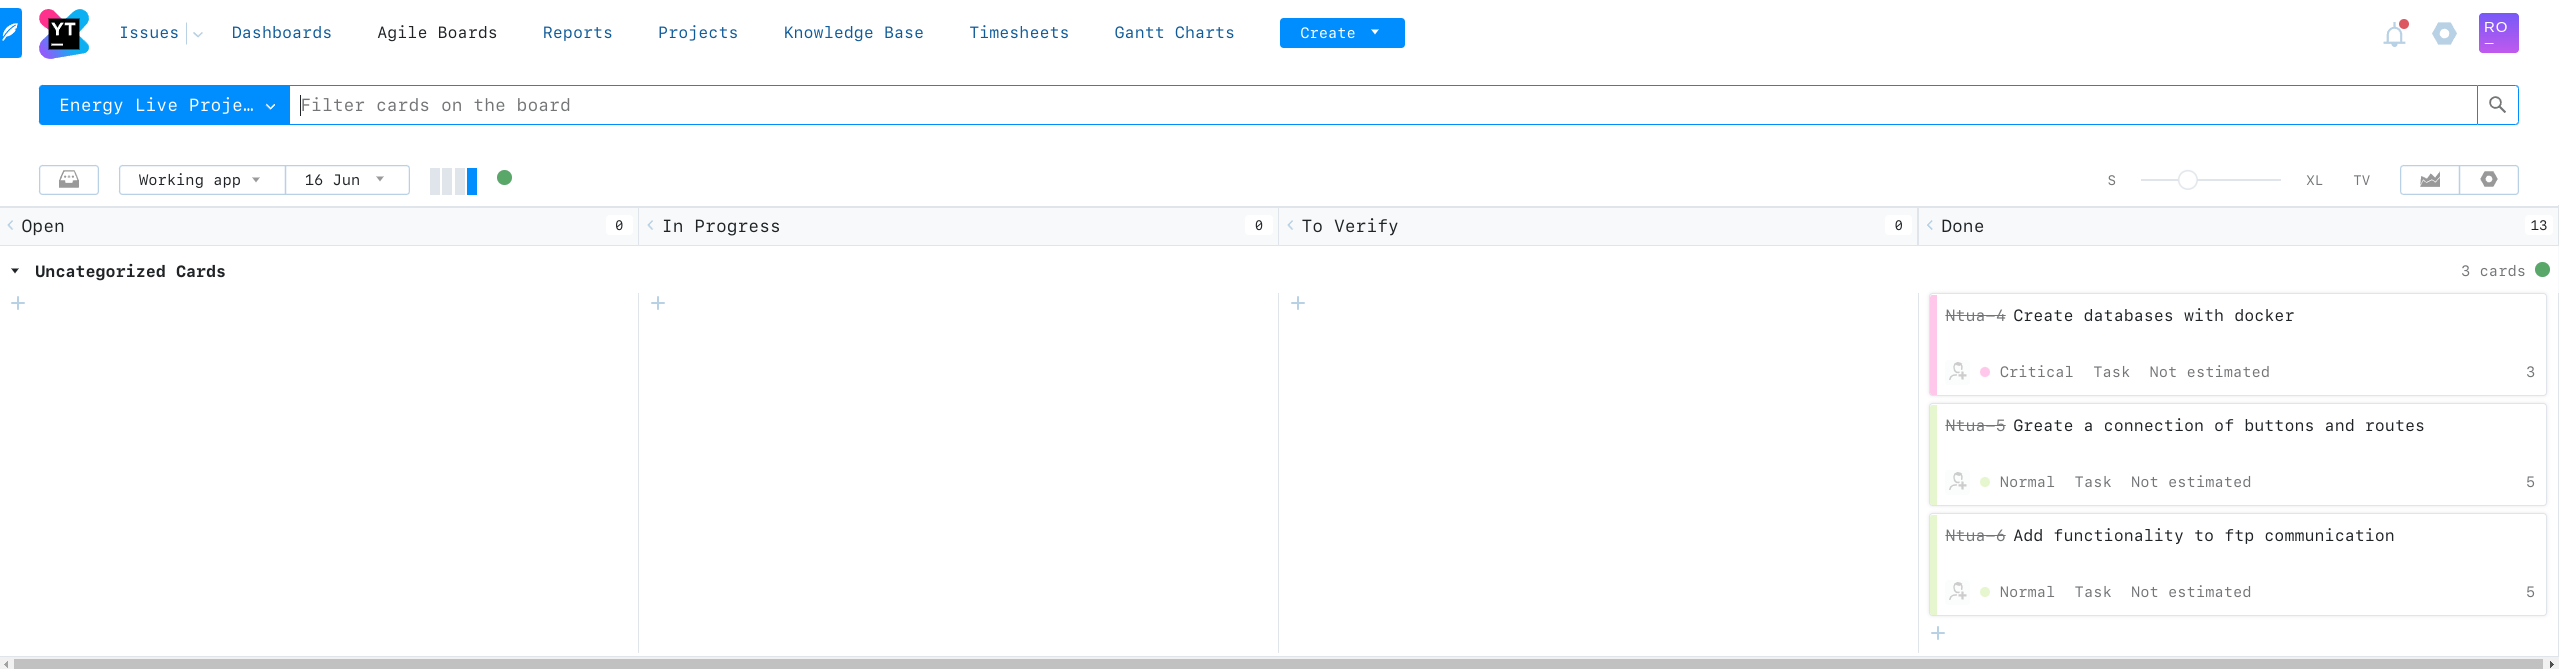 YT Issues Dashboards Agile Boards Reports Projects Knowledge Base Timesheets Gantt Charts Create RO
Energy Live Proje… Filter cards on the board
Working app 16 Jun S XL TV
Open 0 In Progress 0 To Verify 0 Done 13
Uncategorized Cards 3 cards
Ntua-4 Create databases with docker
Critical Task Not estimated 3
Ntua-5 Greate a connection of buttons and routes
Normal Task Not estimated 5
Ntua-6 Add functionality to ftp communication
Normal Task Not estimated 5